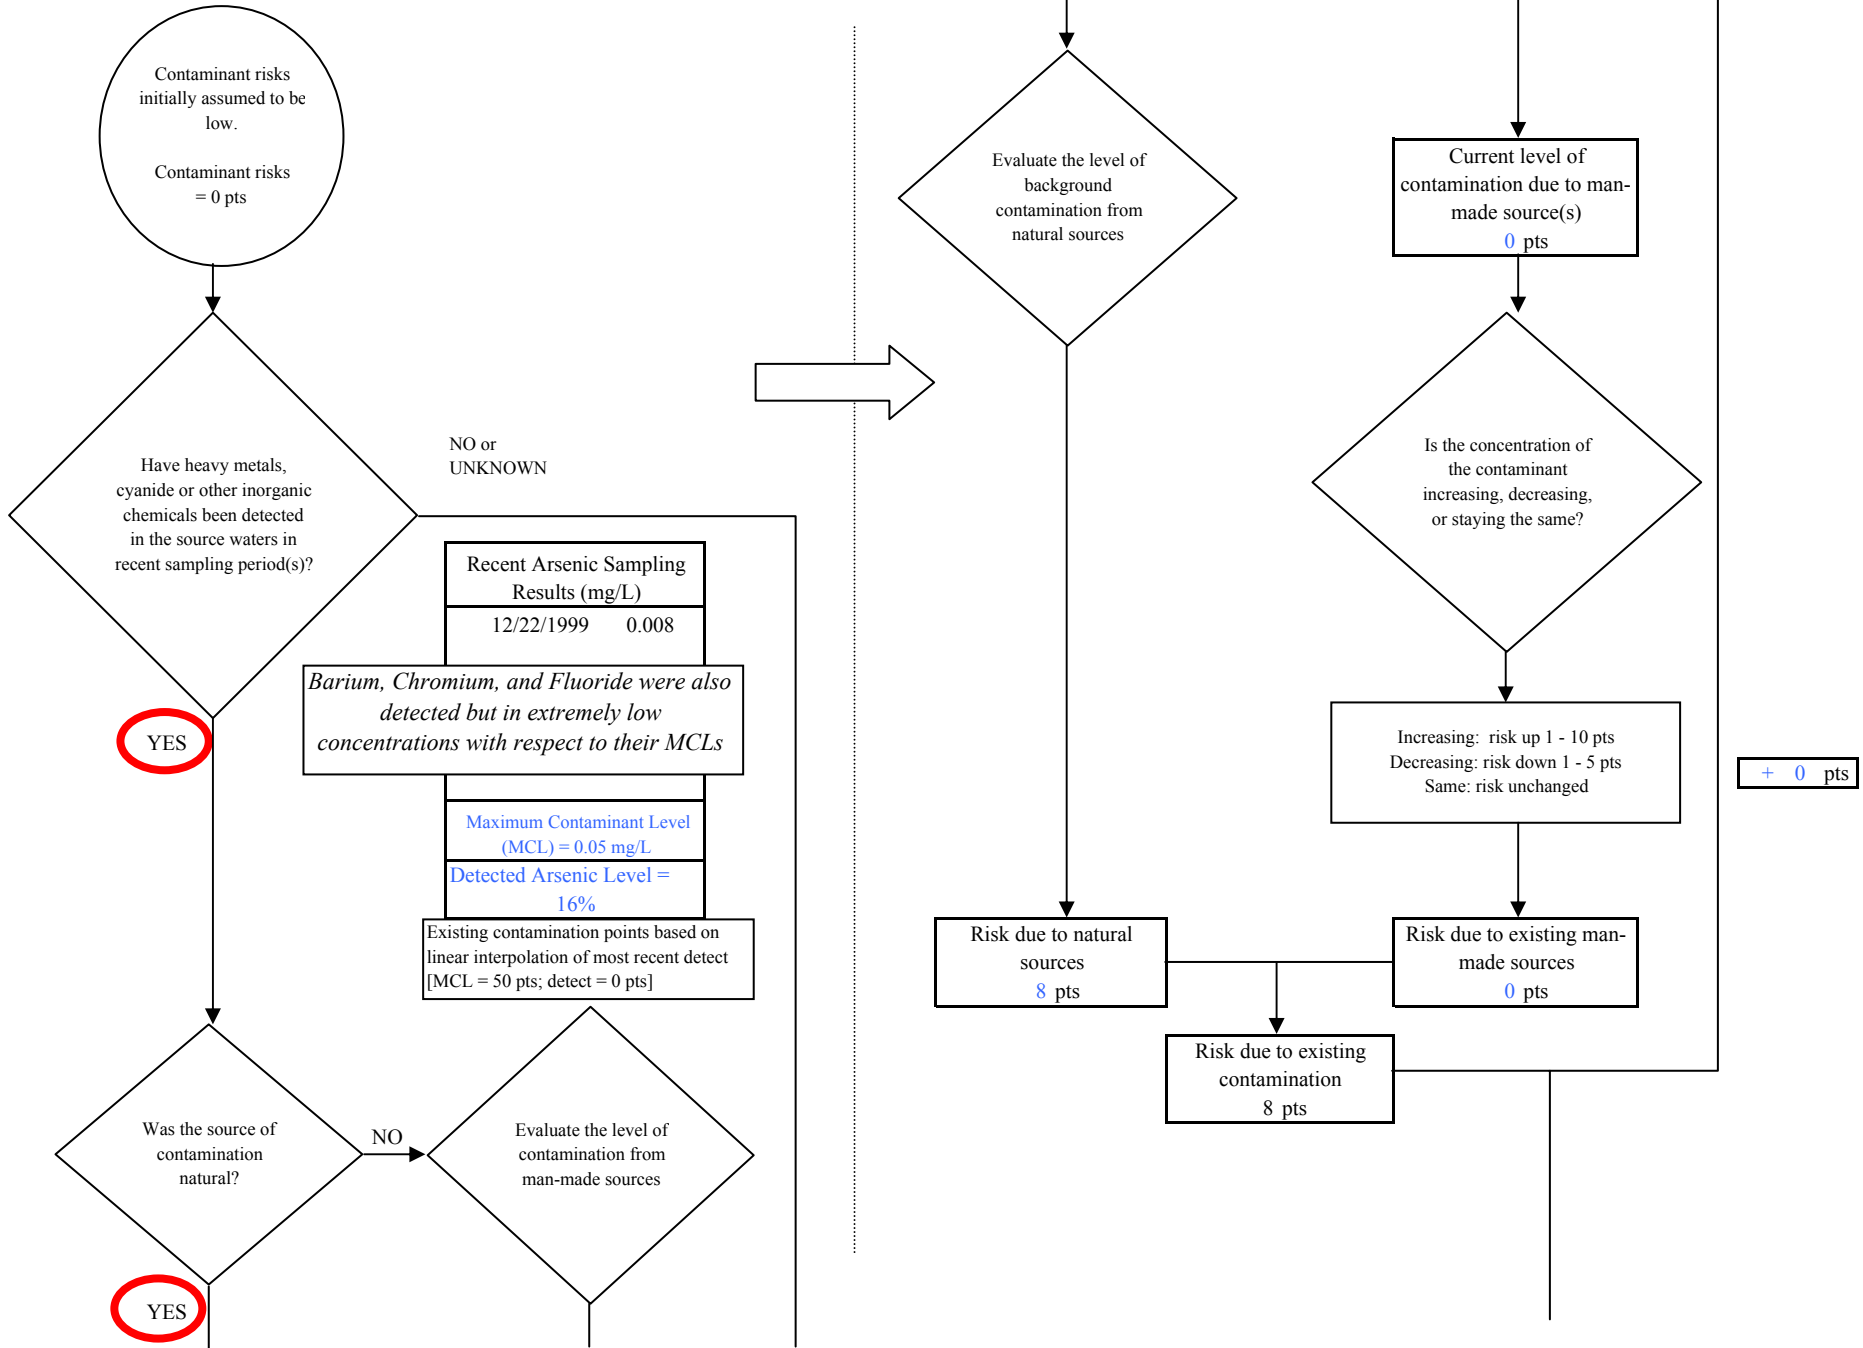 Contaminant risks
initially assumed to be
low.
Contaminant risks
= 0 pts
Have heavy metals,
cyanide or other inorganic
chemicals been detected
in the source waters in
recent sampling period(s)?
NO or
UNKNOWN
YES
Recent Arsenic Sampling
Results (mg/L)
12/22/1999 0.008
Barium, Chromium, and Fluoride were also
detected but in extremely low
concentrations with respect to their MCLs
Maximum Contaminant Level
(MCL) = 0.05 mg/L
Detected Arsenic Level =
16%
Existing contamination points based on
linear interpolation of most recent detect
[MCL = 50 pts; detect = 0 pts]
Was the source of
contamination
natural?
NO
Evaluate the level of
contamination from
man-made sources
YES
Evaluate the level of
background
contamination from
natural sources
Current level of
contamination due to man-
made source(s)
0 pts
Is the concentration of
the contaminant
increasing, decreasing,
or staying the same?
Increasing: risk up 1 - 10 pts
Decreasing: risk down 1 - 5 pts
Same: risk unchanged
+ 0 pts
Risk due to natural
sources
8 pts
Risk due to existing man-
made sources
0 pts
Risk due to existing
contamination
8 pts